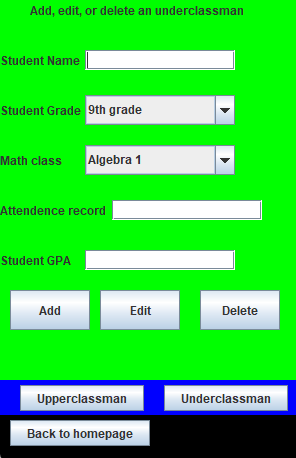 Add, edit, or delete an underclassman
Student Name
Student Grade 9th grade
Math class Algebra 1
Attendence record
Student GPA
Add Edit Delete
Upperclassman Underclassman
Back to homepage